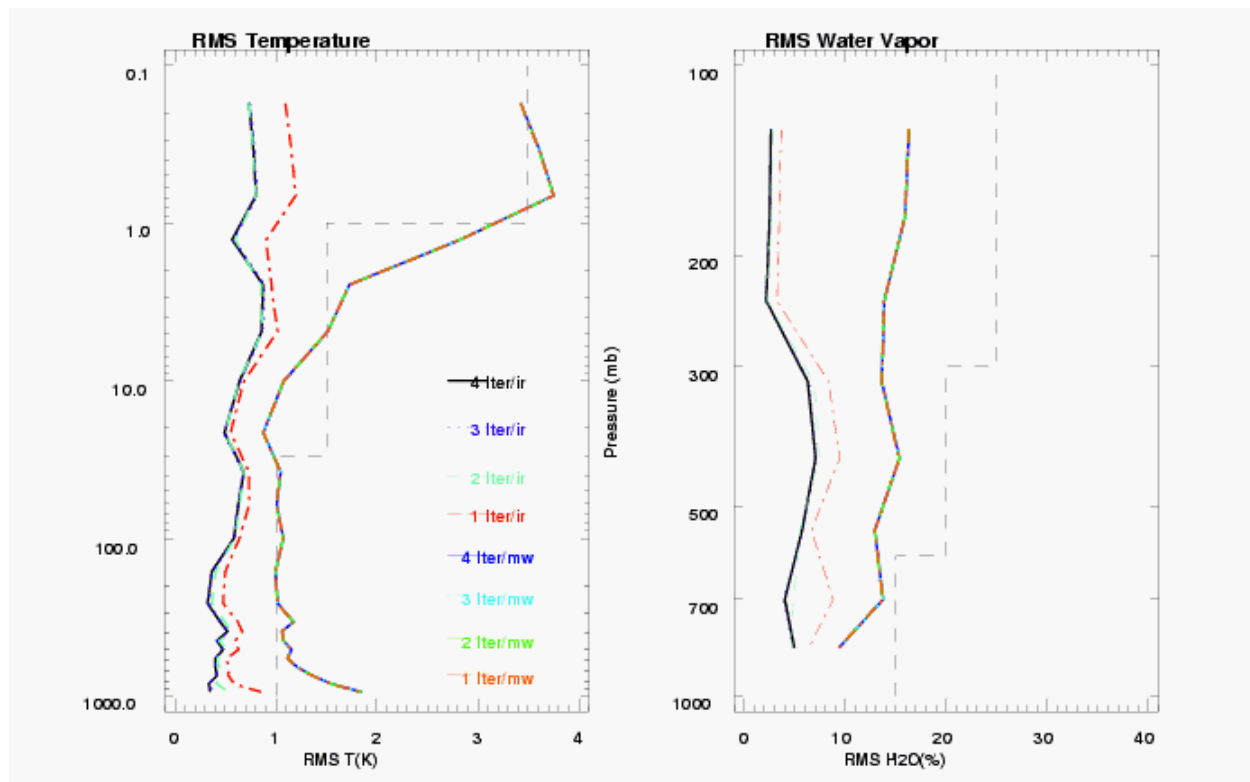 RMS Temperature
0.1
1.0
10.0
100.0
1000.0
0 1 2 3 4
RMS T(K)
4 Iter/ir
3 Iter/ir
2 Iter/ir
1 Iter/ir
4 Iter/mw
3 Iter/mw
2 Iter/mw
1 Iter/mw
RMS Water Vapor
Pressure (mb)
100
200
300
500
700
1000
0 10 20 30 40
RMS H2O(%)